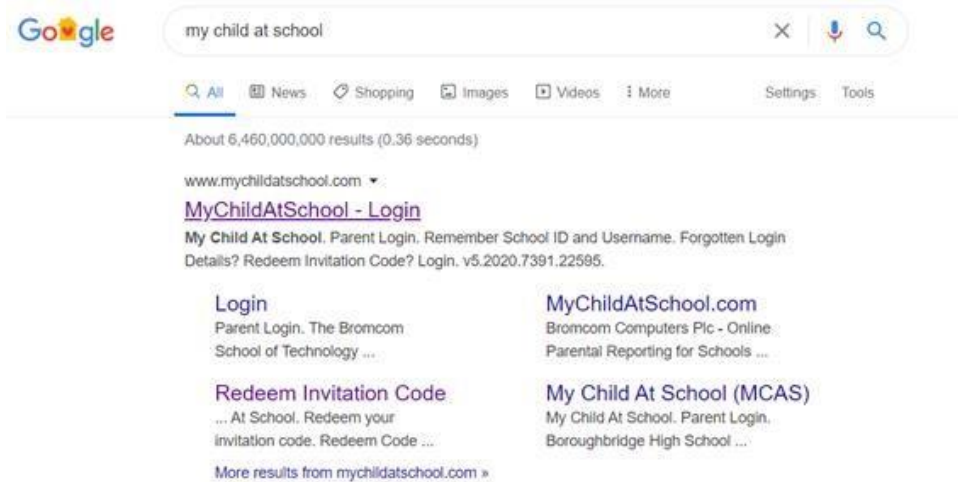 Google
my child at school
All News Shopping Images Videos More Settings Tools
About 6,460,000,000 results (0.36 seconds)
www.mychildatschool.com
MyChildAtSchool - Login
My Child At School. Parent Login. Remember School ID and Username. Forgotten Login
Details? Redeem Invitation Code? Login. v5.2020.7391.22595.
Login
Parent Login. The Bromcom
School of Technology ...
MyChildAtSchool.com
Bromcom Computers Plc - Online
Parental Reporting for Schools ...
Redeem Invitation Code
... At School. Redeem your
invitation code. Redeem Code ...
My Child At School (MCAS)
My Child At School. Parent Login.
Boroughbridge High School ...
More results from mychildatschool.com »